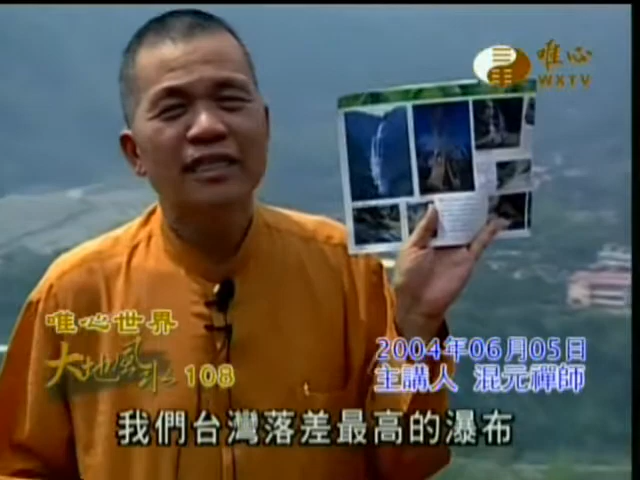 唯心
WXTV
唯心世界
大地風水 108
2004年06月05日
主講人 混元禪師
我們台灣落差最高的瀑布